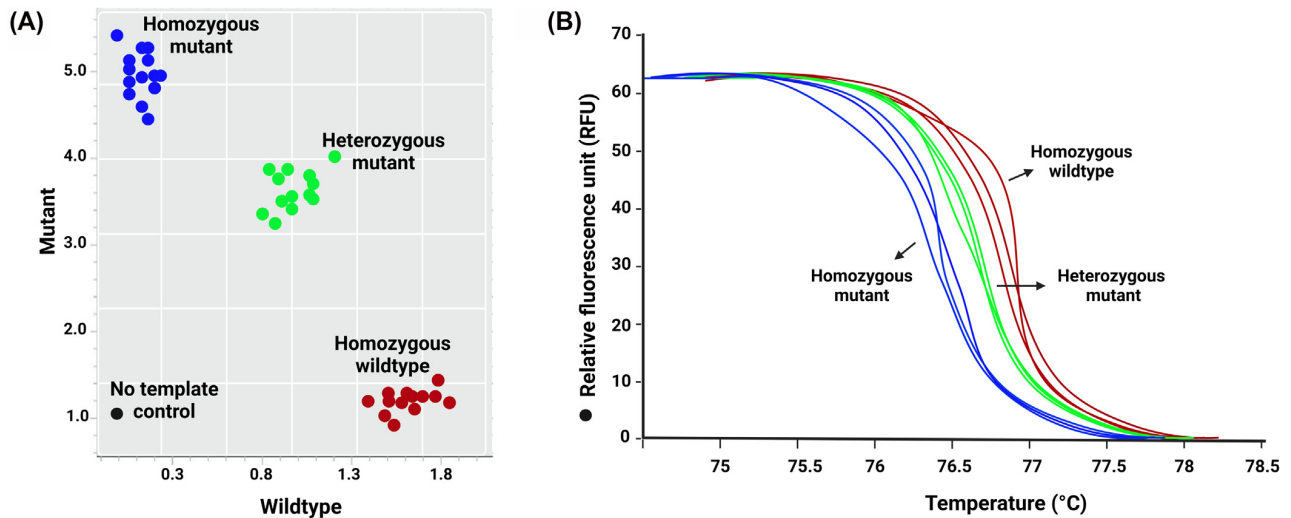 (A)
Homozygous
mutant
5.0
Heterozygous
mutant
4.0
Mutant
3.0
2.0
Homozygous
wildtype
No template
control
1.0
0.3
0.8
1.3
1.8
Wildtype
(B)
70
60
50
40
30
20
10
0
Relative fluorescence unit (RFU)
Homozygous
wildtype
Homozygous
mutant
Heterozygous
mutant
75
75.5
76
76.5
77
77.5
78
78.5
Temperature (°C)